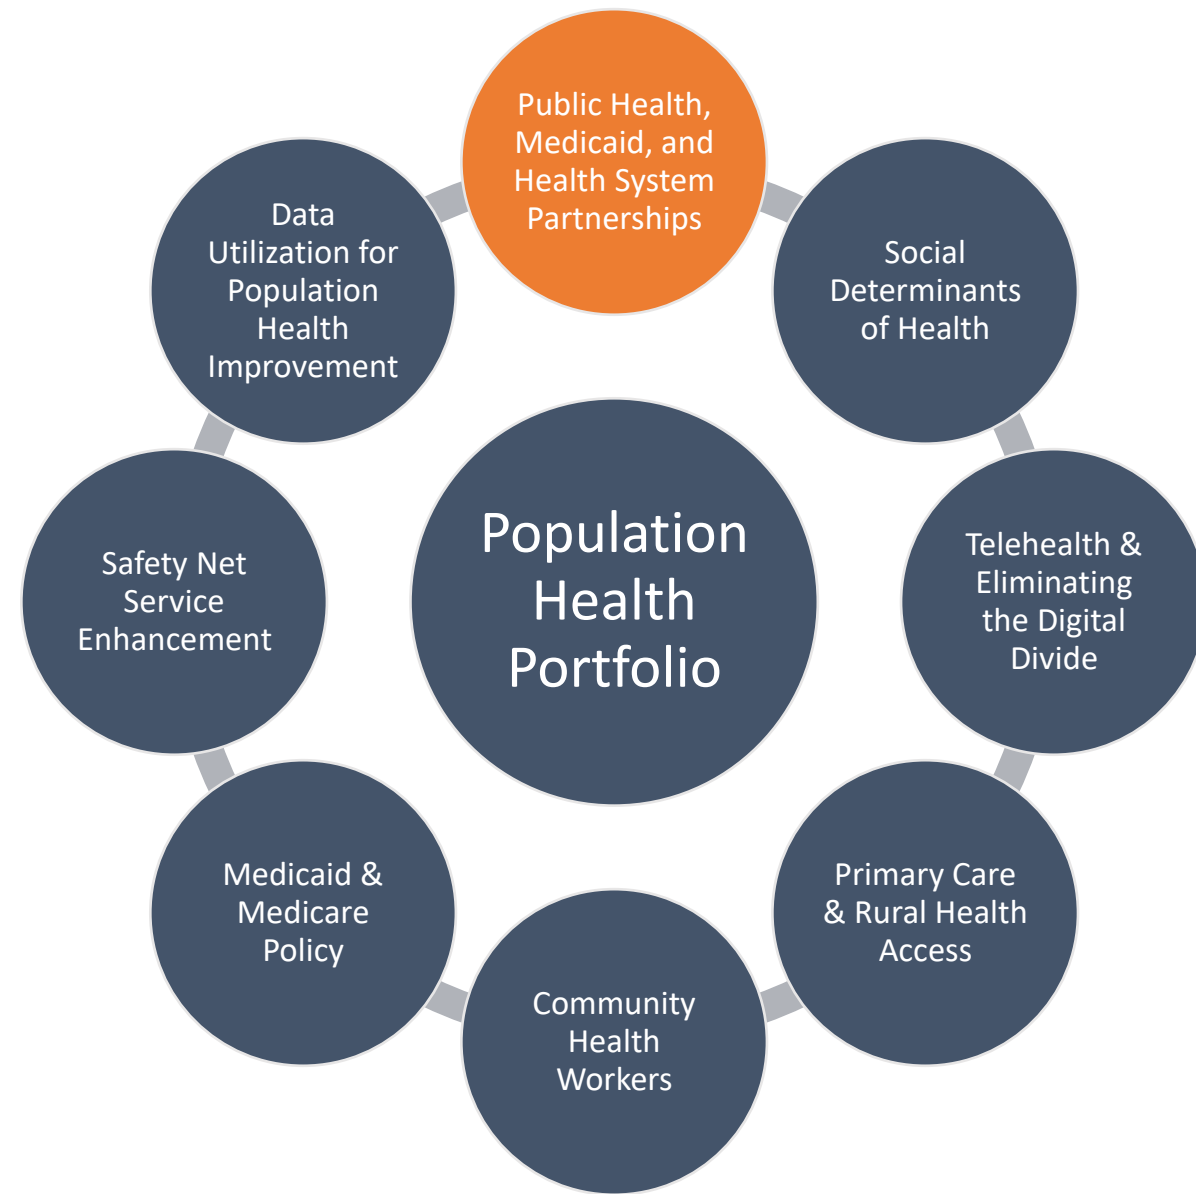 Public Health,
Medicaid, and
Health System
Partnerships
Social
Determinants
of Health
Telehealth &
Eliminating
the Digital
Divide
Primary Care
& Rural Health
Access
Community
Health
Workers
Medicaid &
Medicare
Policy
Safety Net
Service
Enhancement
Data
Utilization for
Population
Health
Improvement
Population
Health
Portfolio